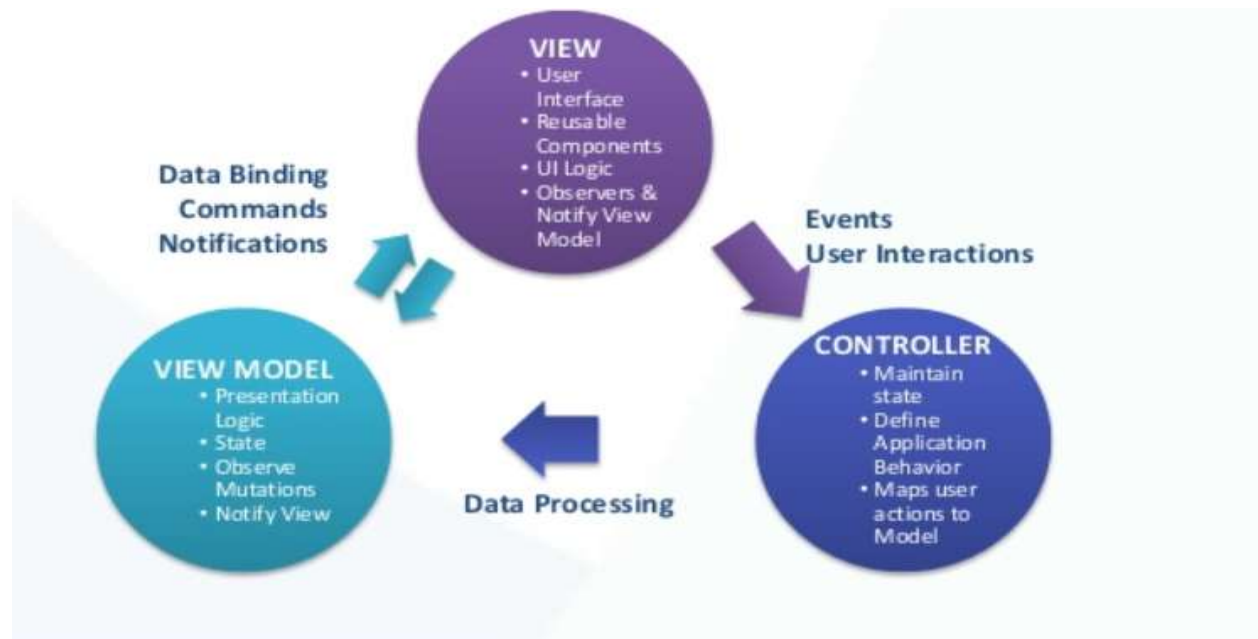 VIEW
• User
Interface
• Reusable
Components
• UI Logic
• Observers &
Notify View
Model
Data Binding
Commands
Notifications
Events
User Interactions
VIEW MODEL
• Presentation
Logic
• State
• Observe
Mutations
• Notify View
CONTROLLER
• Maintain
state
• Define
Application
Behavior
• Maps user
actions to
Model
Data Processing